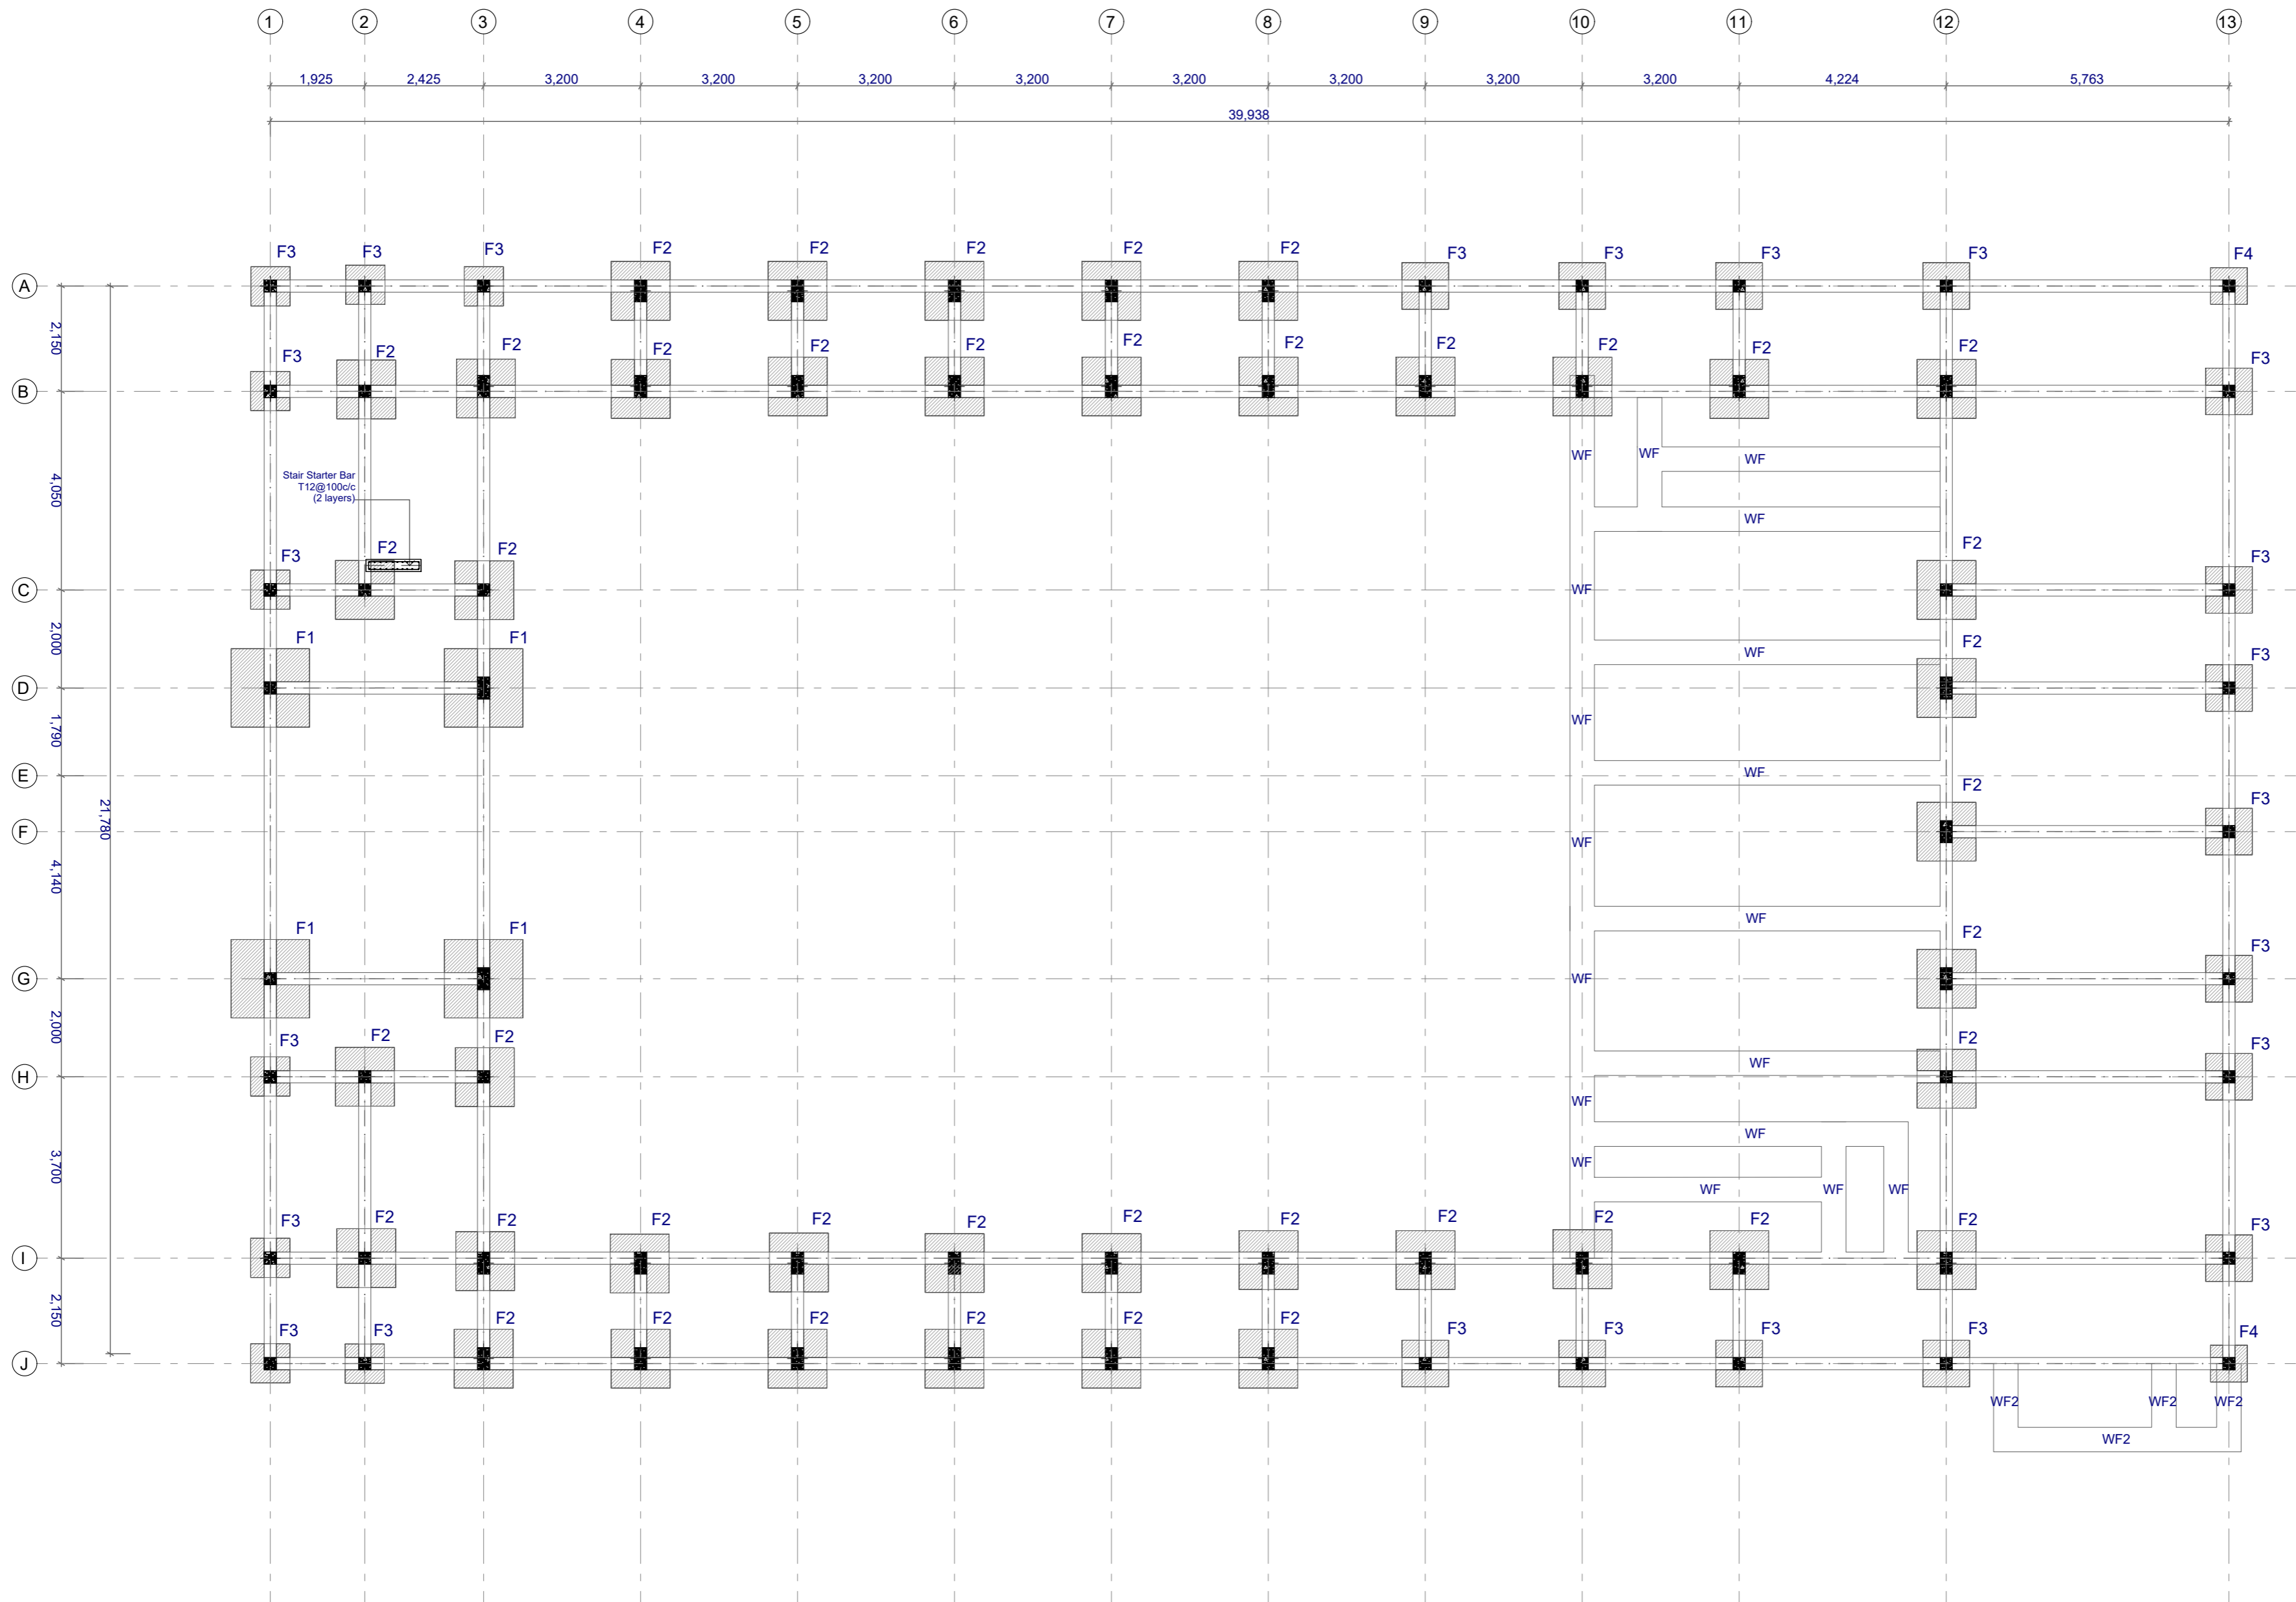 1 2 3 4 5 6 7 8 9 10 11 12 13
1,925 2,425 3,200 3,200 3,200 3,200 3,200 3,200 3,200 3,200 4,224 5,763
39,938
F3 F3 F3 F2 F2 F2 F2 F2 F3 F3 F3 F3 F4
A
2,150
F3 F2 F2 F2 F2 F2 F2 F2 F2 F2 F2 F2 F3
B
WF WF WF
Stair Starter Bar
T12@100c/c
(2 layers)
4,050
WF
F3 F2 F2 F2 F3
C
WF
2,000
F1 F1 WF F2 F3
D
1,790
WF
E
WF
21,780
F2 F3
F
WF
4,140
WF
F1 F1 F2 F3
G
WF
2,000
F3 F2 F2 F2 F3
WF
H
WF
WF
3,700
WF WF WF WF
F3 F2 F2 F2 F2 F2 F2 F2 F2 F2 F2 F2 F3
I
2,150
F3 F3 F2 F2 F2 F2 F2 F2 F3 F3 F3 F3 F4
J
WF2 WF2 WF2
WF2